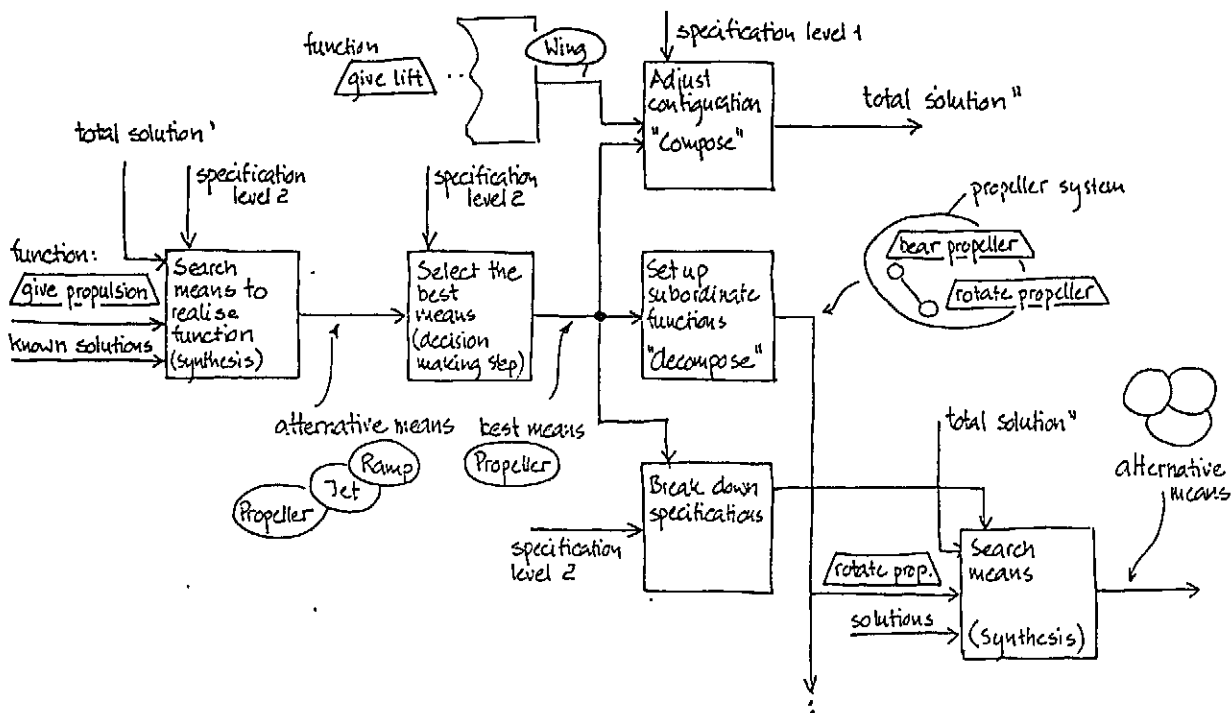 function
give lift
Wing
specification level 1
Adjust
configuration
"Compose"
total solution"
total solution'
specification
level 2
specification
level 2
propeller system
bear propeller
rotate propeller
function:
give propulsion
known solutions
Search
means to
realise
function
(synthesis)
Select the
best
means
(decision
making step)
Set up
subordinate
functions
"decompose"
alternative means
Ramp
Jet
Propeller
best means
Propeller
Break down
specifications
specification
level 2
total solution"
alternative
means
rotate prop.
solutions
Search
means
(synthesis)